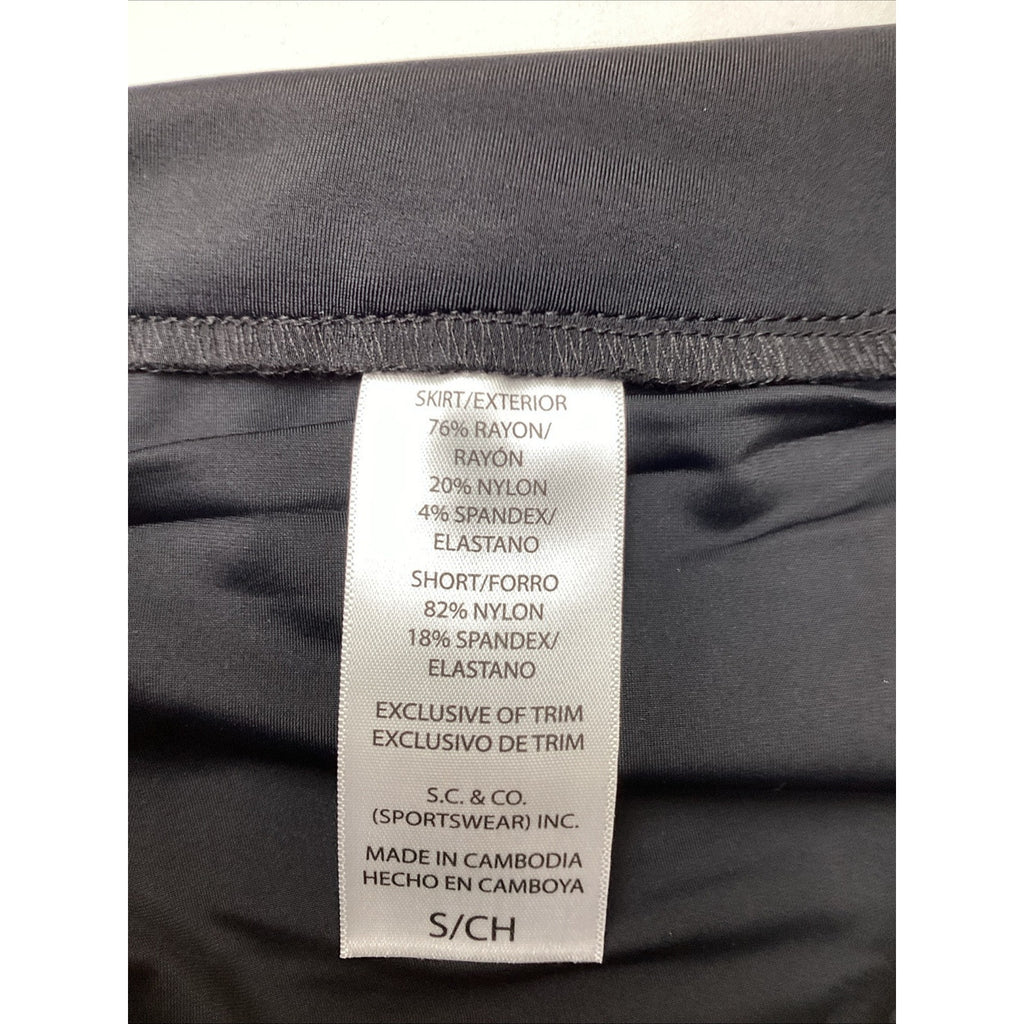 SKIRT/EXTERIOR
76% RAYON/
RAYÓN
20% NYLON
4% SPANDEX/
ELASTANO
SHORT/FORRO
82% NYLON
18% SPANDEX/
ELASTANO
EXCLUSIVE OF TRIM
EXCLUSIVO DE TRIM
S.C. & CO.
(SPORTSWEAR) INC.
MADE IN CAMBODIA
HECHO EN CAMBOYA
S/CH